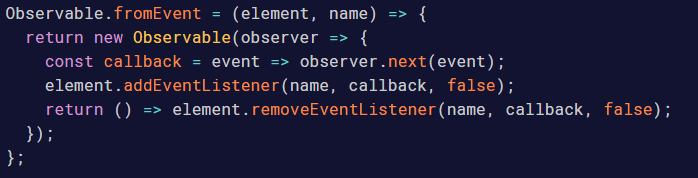 Observable.fromEvent = (element, name) => {
  return new Observable(observer => {
    const callback = event => observer.next(event);
    element.addEventListener(name, callback, false);
    return () => element.removeEventListener(name, callback, false);
  });
};